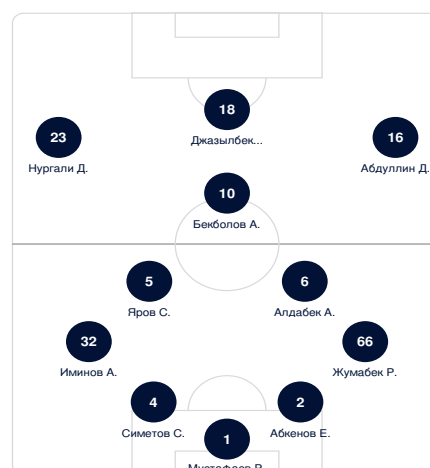 18
Джазылбек...
23
Нургали Д.
16
Абдуллин Д.
10
Бекболов А.
5
Яров С.
6
Алдабек А.
32
Иминов А.
66
Жумабек Р.
4
Симетов С.
2
Абкенов Е.
1